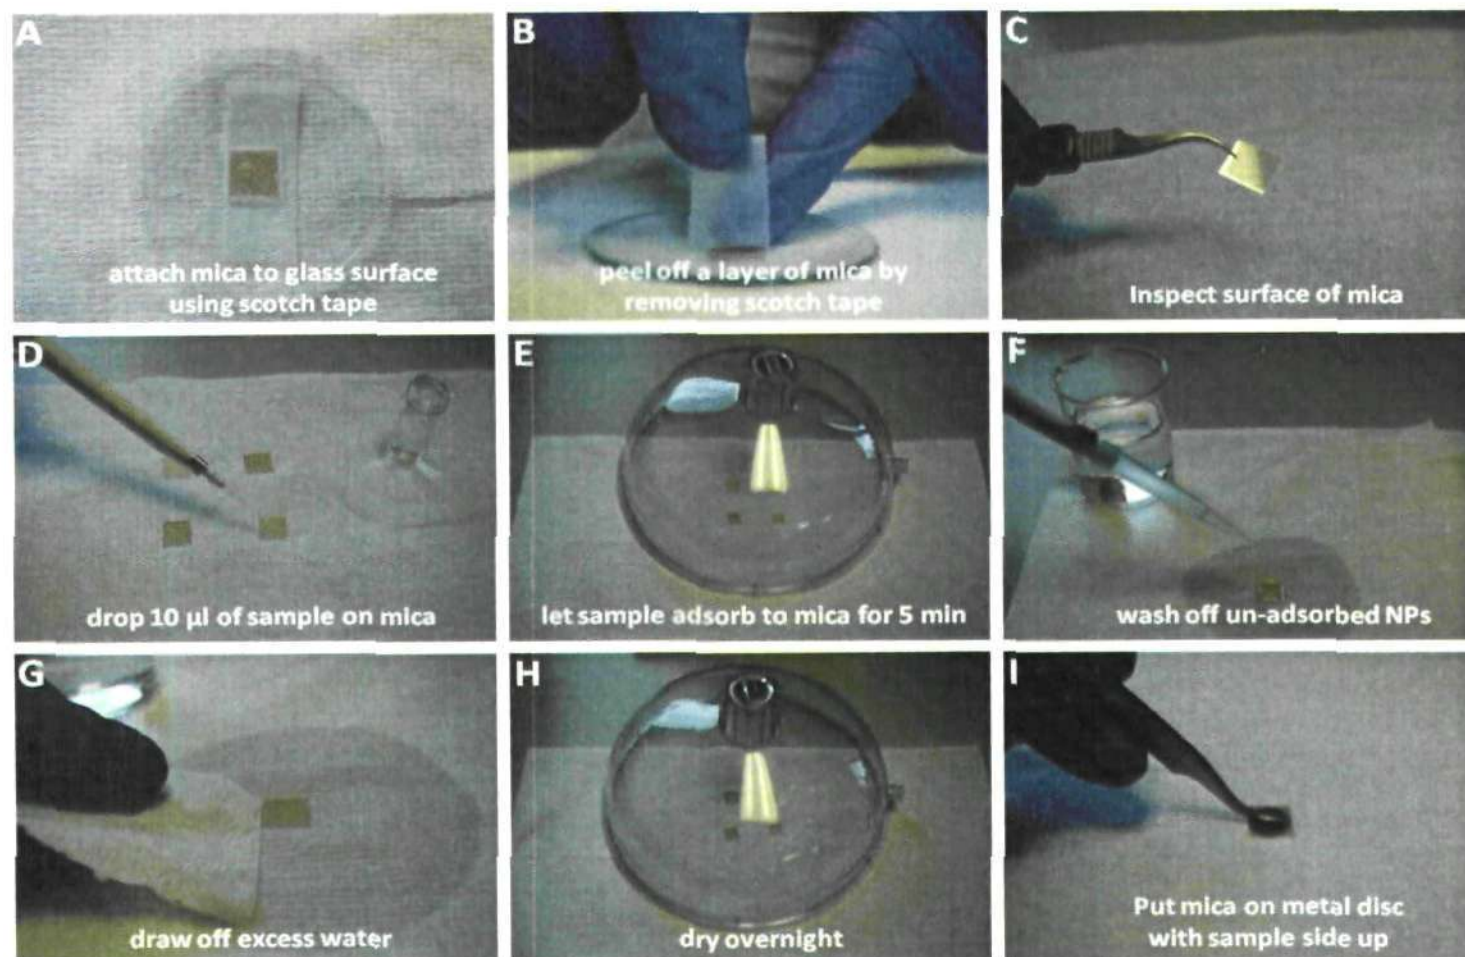 A
attach mica to glass surface
using scotch tape
B
peel off a layer of mica by
removing scotch tape
C
Inspect surface of mica
D
drop 10 µl of sample on mica
E
let sample adsorb to mica for 5 min
F
wash off un-adsorbed NPs
G
draw off excess water
H
dry overnight
I
Put mica on metal disc
with sample side up